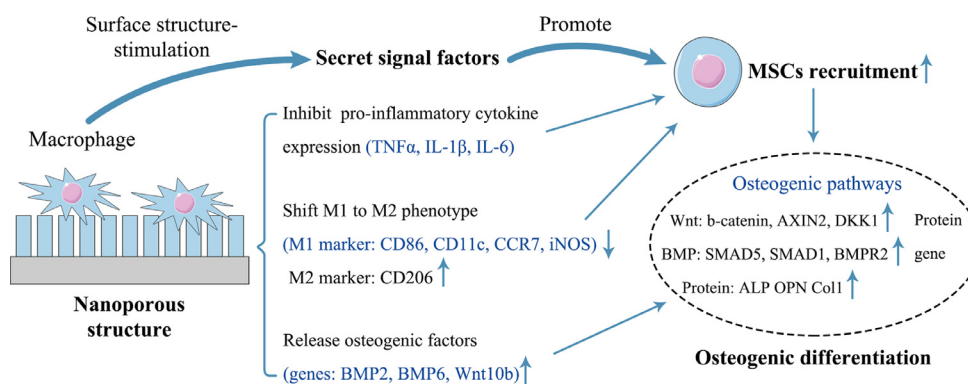 Surface structure-
stimulation
Secret signal factors
Promote
MSCs recruitment
Macrophage
Nanoporous
structure
Inhibit pro-inflammatory cytokine
expression (TNFα, IL-1β, IL-6)
Shift M1 to M2 phenotype
(M1 marker: CD86, CD11c, CCR7, iNOS)
M2 marker: CD206
Release osteogenic factors
(genes: BMP2, BMP6, Wnt10b)
Osteogenic pathways
Wnt: b-catenin, AXIN2, DKK1 Protein
BMP: SMAD5, SMAD1, BMPR2 gene
Protein: ALP OPN Col1
Osteogenic differentiation